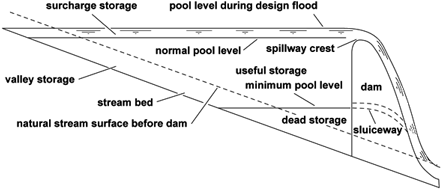 surcharge storage
pool level during design flood
normal pool level
spillway crest
valley storage
useful storage
minimum pool level
dam
stream bed
natural stream surface before dam
dead storage
sluiceway